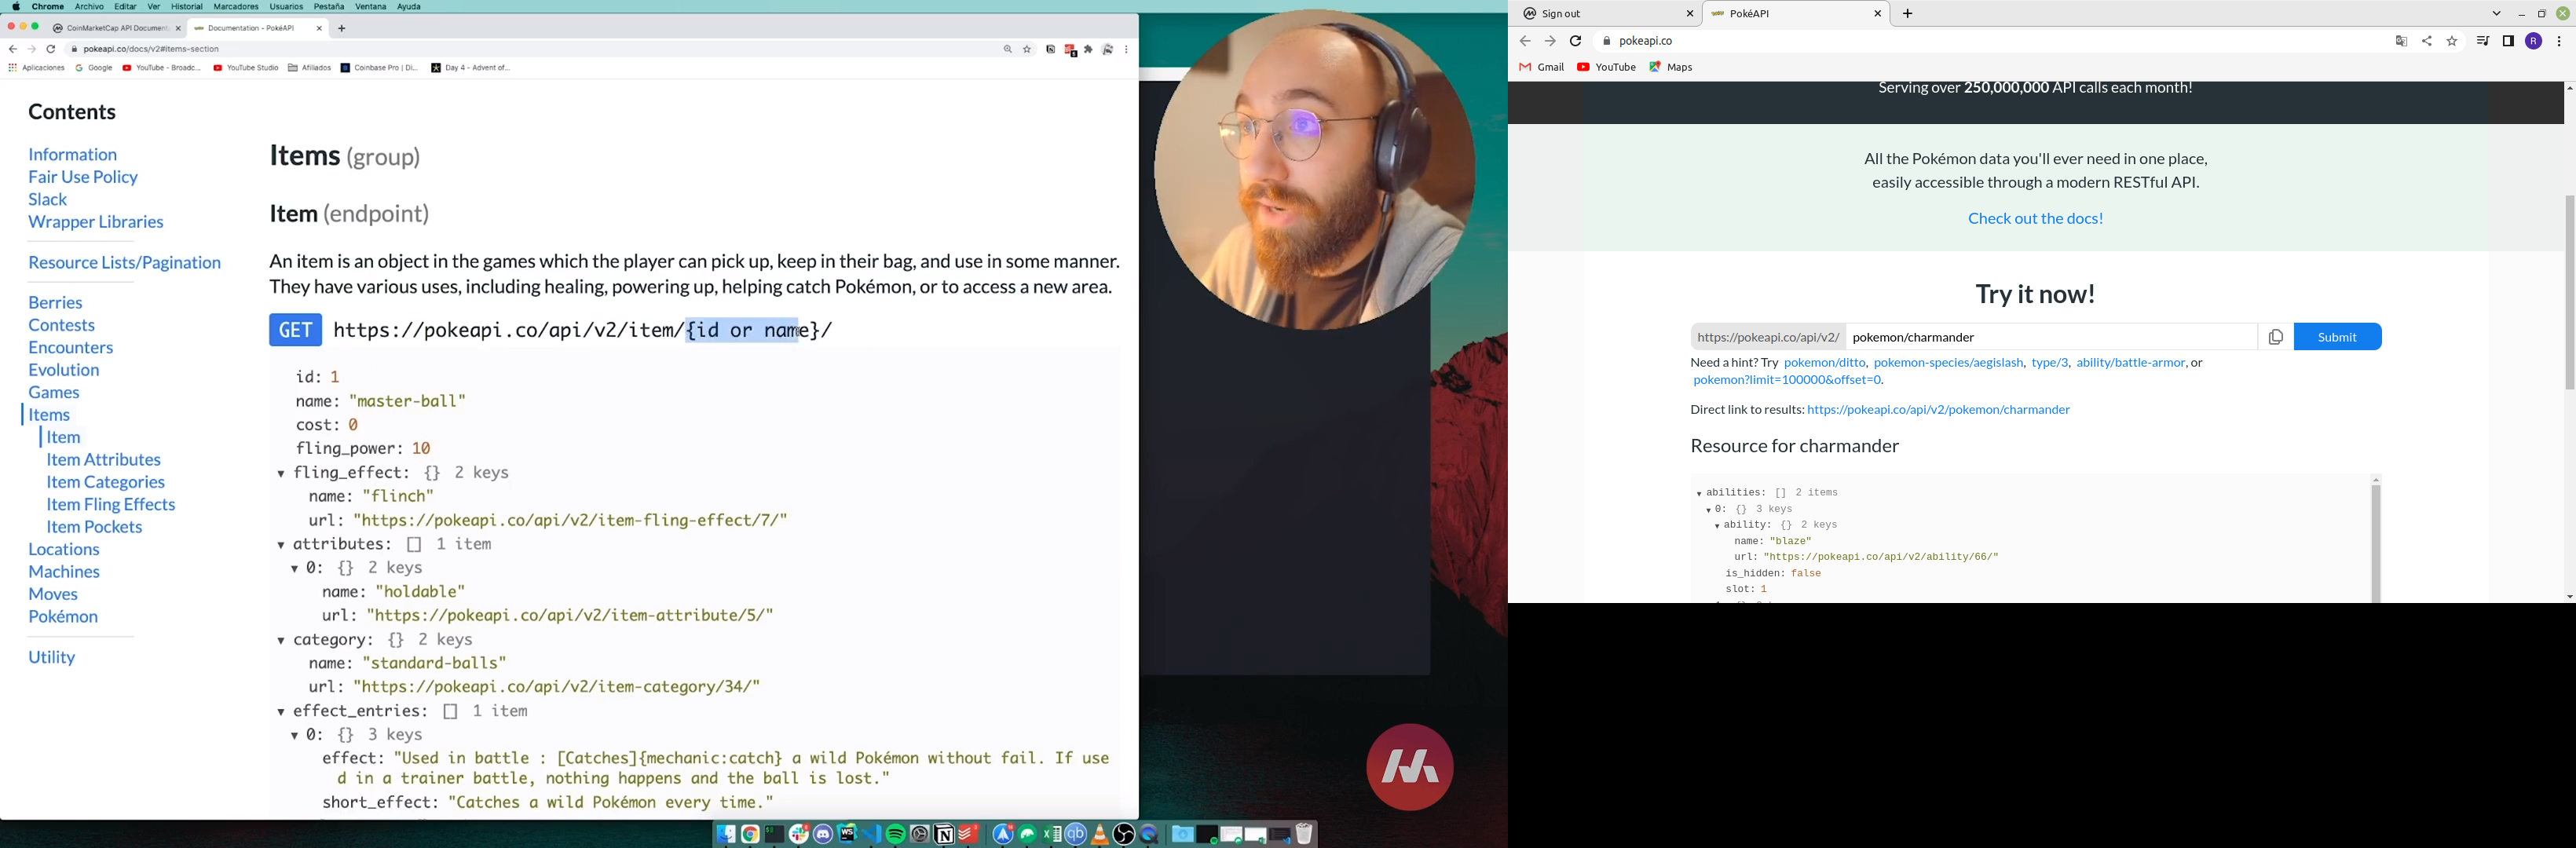 Chrome Archivo Editar Ver Historial Marcadores Usuarios Pestaña Ventana Ayuda
CoinMarketCap API Document
Documentation - PokéAPI
pokeapi.co/docs/v2#items-section
Aplicaciones Google YouTube - Broadc... YouTube Studio Afiliados Coinbase Pro | Di... Day 4 - Advent of...
Contents
Information
Fair Use Policy
Slack
Wrapper Libraries
Resource Lists/Pagination
Berries
Contests
Encounters
Evolution
Games
Items
Item
Item Attributes
Item Categories
Item Fling Effects
Item Pockets
Locations
Machines
Moves
Pokémon
Utility
Items (group)
Item (endpoint)
An item is an object in the games which the player can pick up, keep in their bag, and use in some manner.
They have various uses, including healing, powering up, helping catch Pokémon, or to access a new area.
GET https://pokeapi.co/api/v2/item/{id or name}/
id: 1
name: "master-ball"
cost: 0
fling_power: 10
fling_effect: {} 2 keys
name: "flinch"
url: "https://pokeapi.co/api/v2/item-fling-effect/7/"
attributes: [] 1 item
0: {} 2 keys
name: "holdable"
url: "https://pokeapi.co/api/v2/item-attribute/5/"
category: {} 2 keys
name: "standard-balls"
url: "https://pokeapi.co/api/v2/item-category/34/"
effect_entries: [] 1 item
0: {} 3 keys
effect: "Used in battle : [Catches]{mechanic:catch} a wild Pokémon without fail. If use
d in a trainer battle, nothing happens and the ball is lost."
short_effect: "Catches a wild Pokémon every time."
Sign out
PokéAPI
pokeapi.co
R
Gmail YouTube Maps
Serving over 250,000,000 API calls each month!
All the Pokémon data you'll ever need in one place,
easily accessible through a modern RESTful API.
Check out the docs!
Try it now!
https://pokeapi.co/api/v2/ pokemon/charmander Submit
Need a hint? Try pokemon/ditto, pokemon-species/aegislash, type/3, ability/battle-armor, or
pokemon?limit=100000&offset=0.
Direct link to results: https://pokeapi.co/api/v2/pokemon/charmander
Resource for charmander
abilities: [] 2 items
0: {} 3 keys
ability: {} 2 keys
name: "blaze"
url: "https://pokeapi.co/api/v2/ability/66/"
is_hidden: false
slot: 1